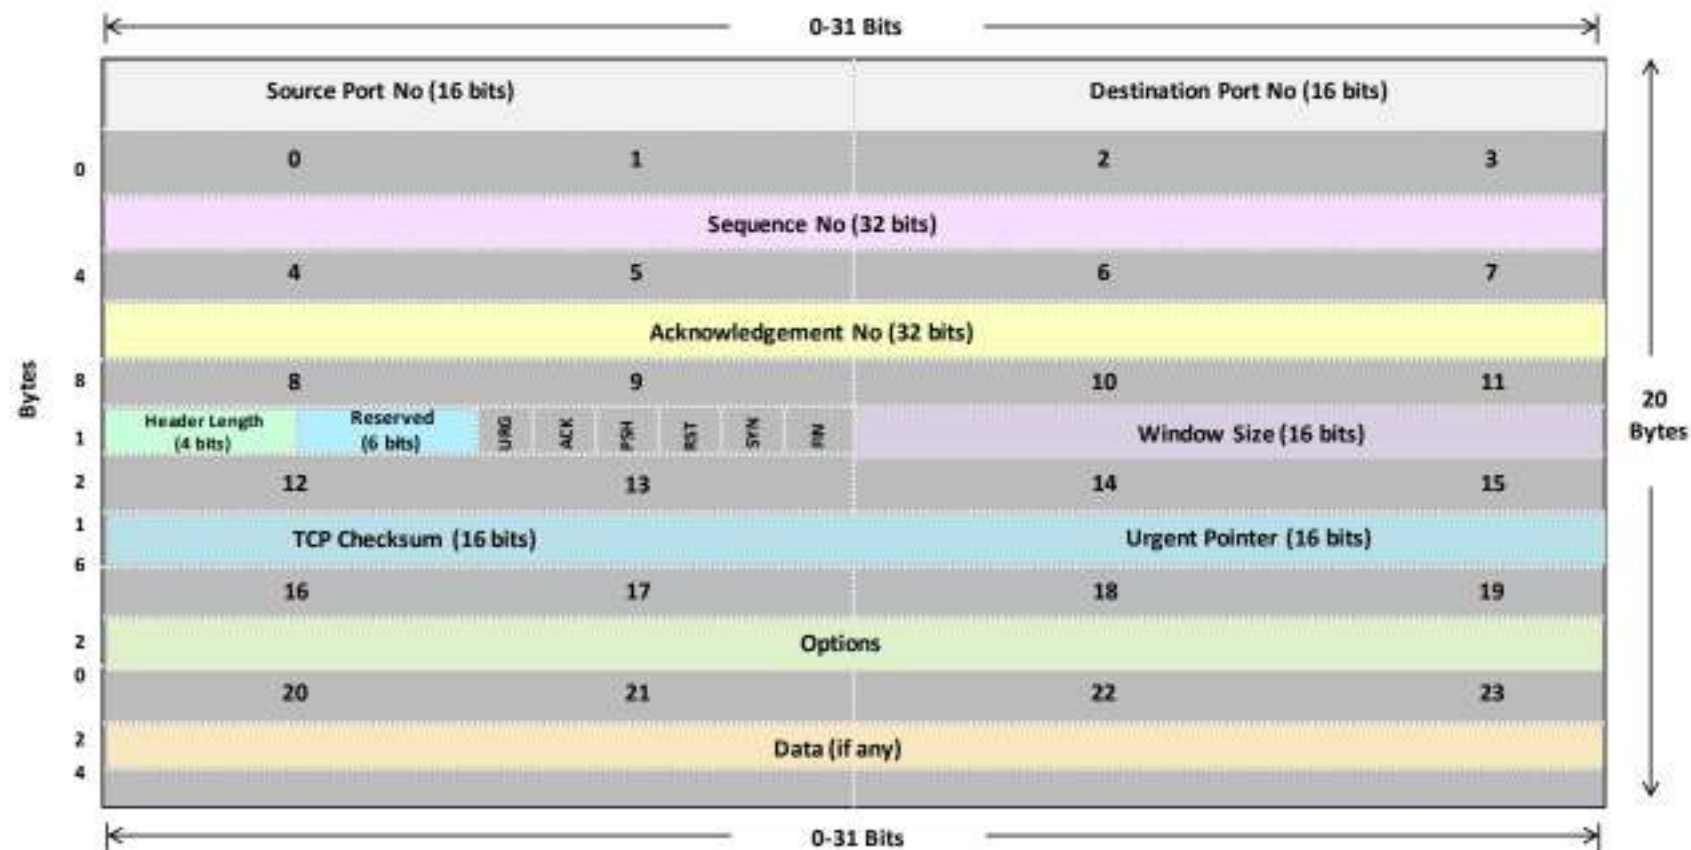 0-31 Bits
Source Port No (16 bits) Destination Port No (16 bits)
0 0 1 2 3
Sequence No (32 bits)
4 4 5 6 7
Acknowledgement No (32 bits)
Bytes
8 8 9 10 11
Header Length Reserved
(4 bits) (6 bits)
URG ACK PSH RST SYN FIN
Window Size (16 bits)
20
Bytes
1
2 12 13 14 15
1 TCP Checksum (16 bits) Urgent Pointer (16 bits)
6
16 17 18 19
2 Options
0
20 21 22 23
2 Data (if any)
4
0-31 Bits